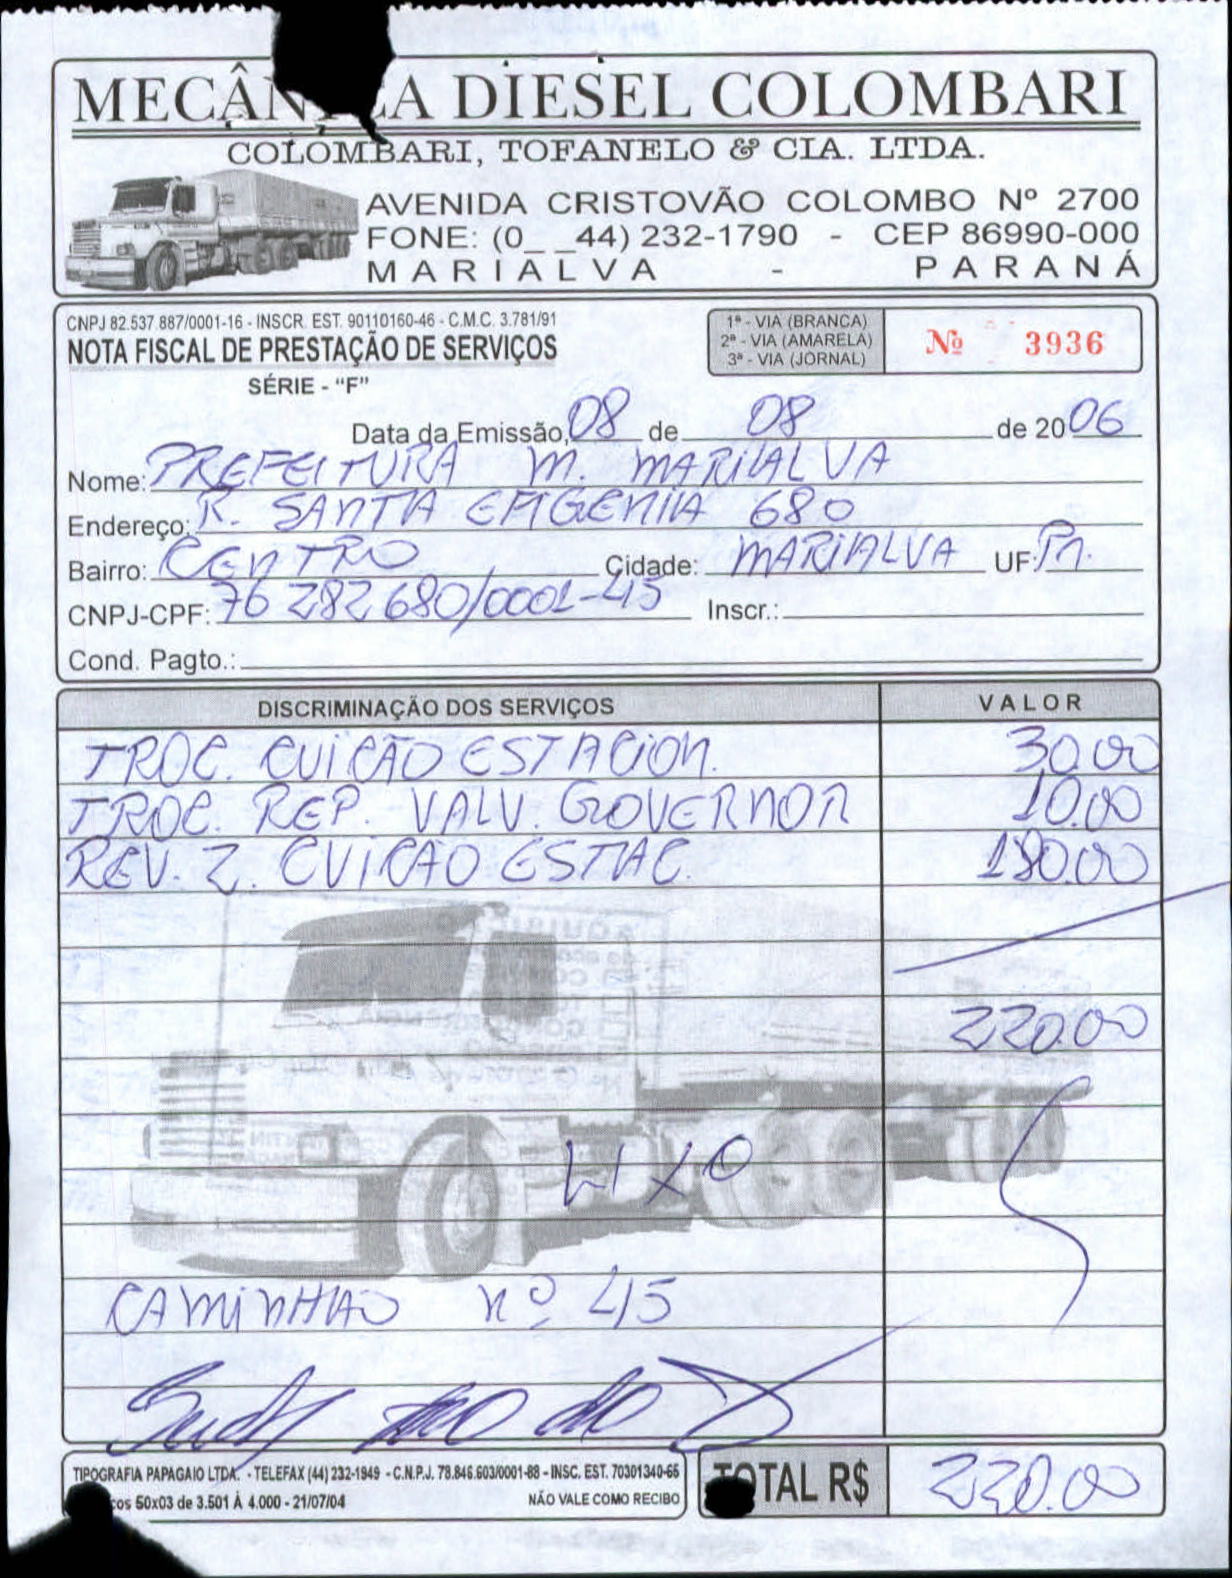 MECÂNICA DIESEL COLOMBARI
COLOMBARI, TOFANELO & CIA. LTDA.
AVENIDA CRISTOVÃO COLOMBO Nº 2700
FONE: (0_ _44) 232-1790 - CEP 86990-000
MARIALVA - PARANÁ
CNPJ 82.537.887/0001-16 - INSCR. EST. 90110160-46 - C.M.C. 3.781/91
NOTA FISCAL DE PRESTAÇÃO DE SERVIÇOS
SÉRIE - “F”
1ª - VIA (BRANCA)
2ª - VIA (AMARELA)
3ª - VIA (JORNAL)
Nº 3936
Data da Emissão, 08 de 08 de 2006
Nome: PREFEITURA M. MARIALVA
Endereço: R. SANTA EFIGENIA 680
Bairro: CENTRO Cidade: MARIALVA UF: Pr.
CNPJ-CPF: 76 282 680/0001-45 Inscr.:
Cond. Pagto.:
DISCRIMINAÇÃO DOS SERVIÇOS VALOR
TROC. CUICÃO ESTACION. 30.00
TROC. REP. VALV. GOVERNOR 10.00
REV. 2. CUICAO ESTAC. 180.00
220.00
LIXO
CAMINHAO nº 45
TIPOGRAFIA PAPAGAIO LTDA. - TELEFAX (44) 232-1949 - C.N.P.J. 78.846.603/0001-88 - INSC. EST. 70301340-65
cos 50x03 de 3.501 À 4.000 - 21/07/04 NÃO VALE COMO RECIBO
TOTAL R$ 220.00